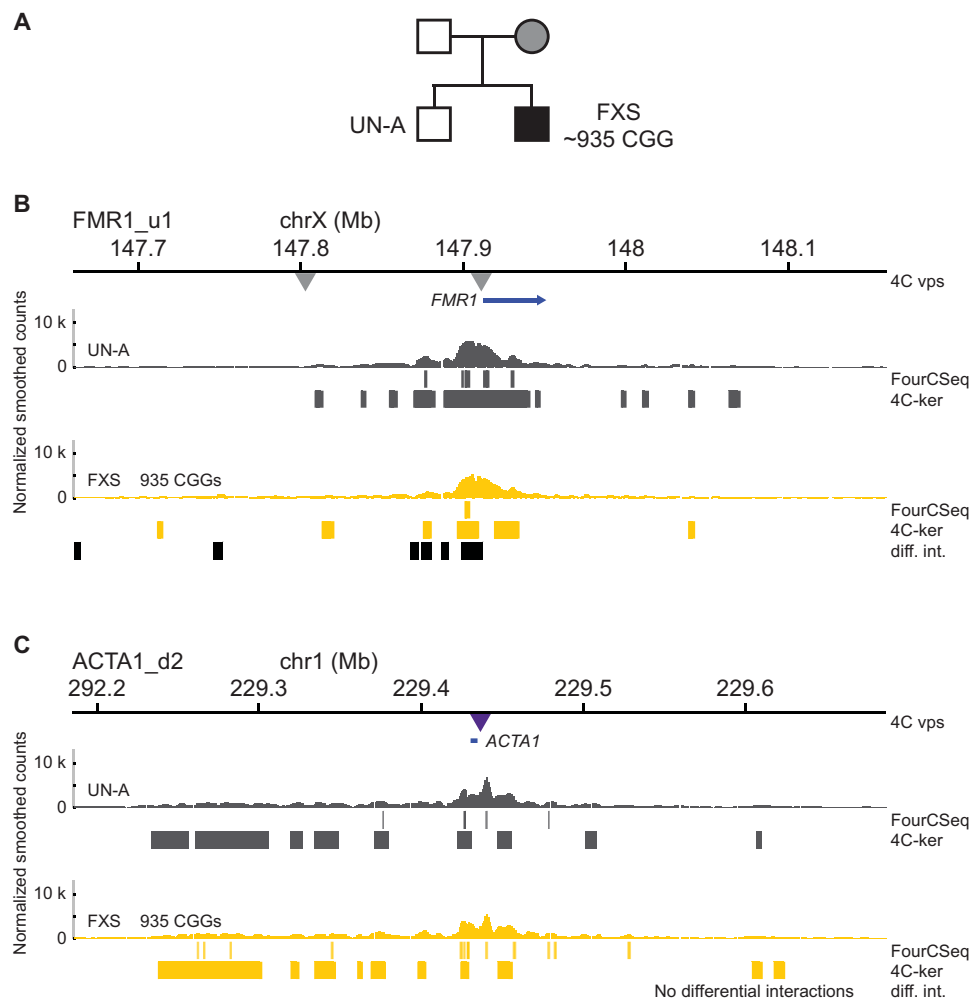 A
UN-A
FXS
~935 CGG
B
FMR1_u1
chrX (Mb)
147.7 147.8 147.9 148 148.1
4C vps
FMR1
Normalized smoothed counts
10 k
UN-A
0
FourCSeq
4C-ker
10 k
FXS 935 CGGs
0
FourCSeq
4C-ker
diff. int.
C
ACTA1_d2
chr1 (Mb)
292.2 229.3 229.4 229.5 229.6
4C vps
ACTA1
Normalized smoothed counts
10 k
UN-A
0
FourCSeq
4C-ker
10 k
FXS 935 CGGs
0
FourCSeq
4C-ker
No differential interactions diff. int.